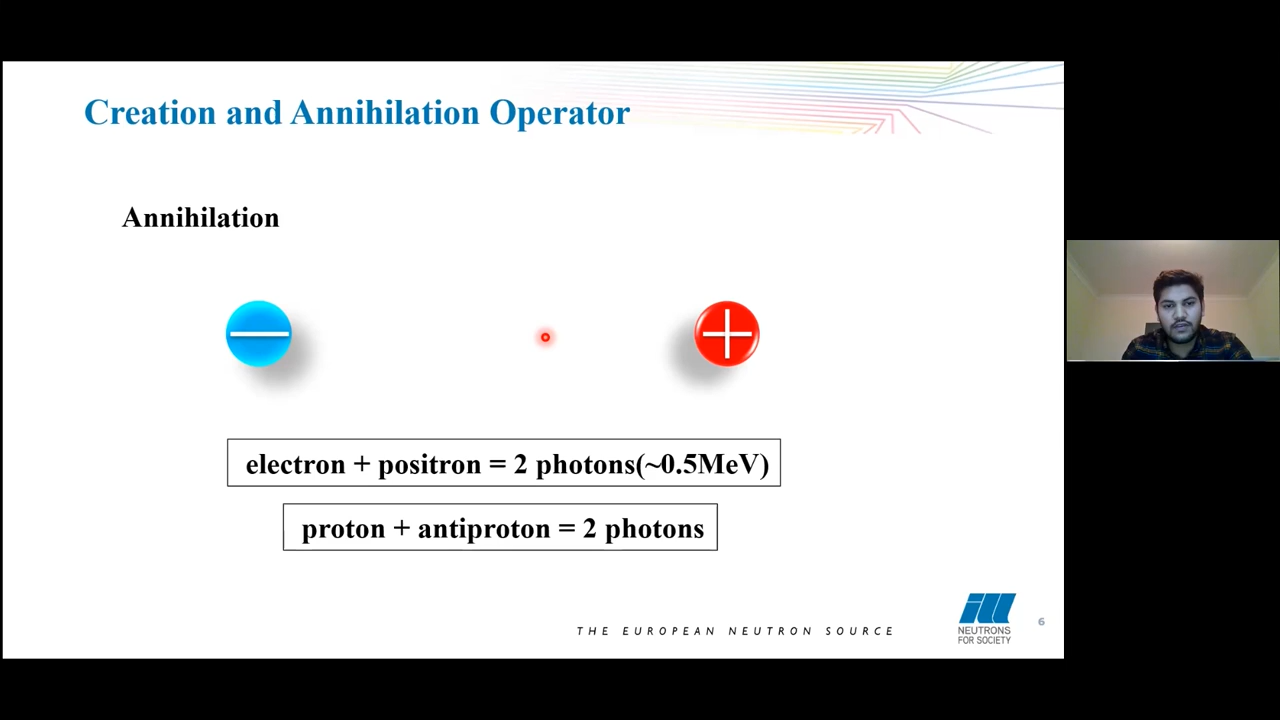 Creation and Annihilation Operator
Annihilation
electron + positron = 2 photons(~0.5MeV)
proton + antiproton = 2 photons
THE EUROPEAN NEUTRON SOURCE
ill
NEUTRONS
FOR SOCIETY
6